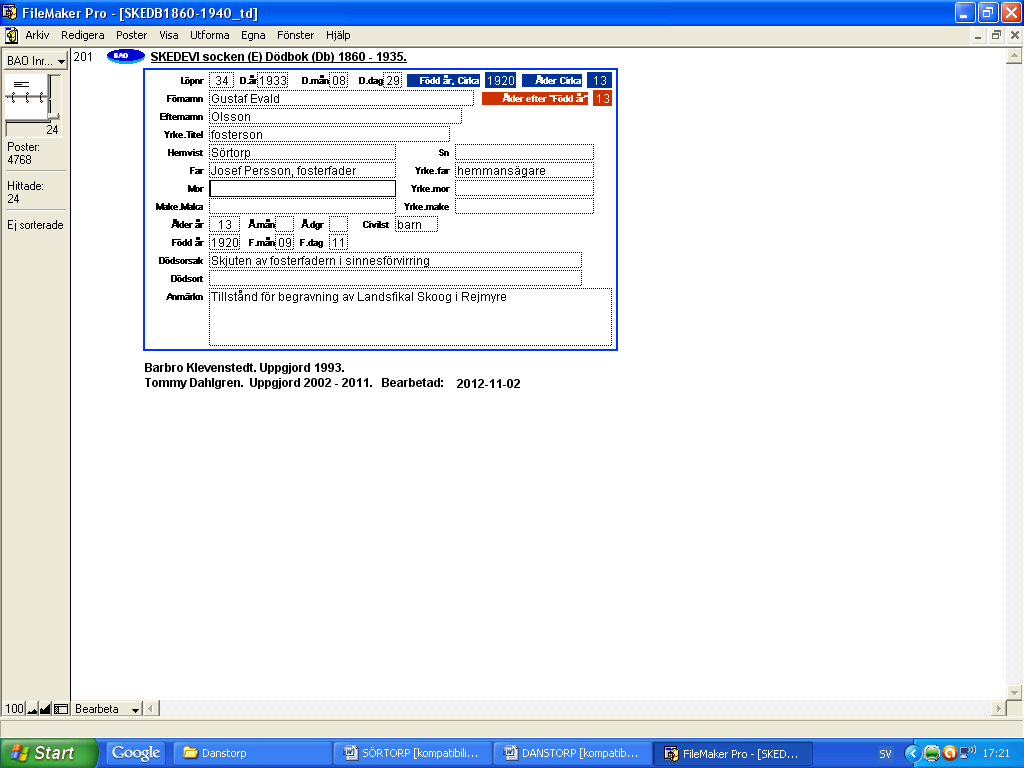 FileMaker Pro - [SKEDB1860-1940_td]
Arkiv Redigera Poster Visa Utforma Egna Fönster Hjälp
BAO Inr...
24
Poster:
4768
Hittade:
24
Ej sorterade
201 BAO SKEDEVI socken (E) Dödbok (Db) 1860 - 1935.
Löpnr 34 D.år 1933 D.mån 08 D.dag 29 Född år, Cirka 1920 Ålder Cirka 13
Förnamn Gustaf Evald Ålder efter "Född år" 13
Efternamn Olsson
Yrke.Titel fosterson
Hemvist Sörtorp Sn
Far Josef Persson, fosterfader Yrke.far hemmansägare
Mor Yrke.mor
Make.Maka Yrke.make
Ålder år 13 Å.mån Å.dgr Civilst barn
Född år 1920 F.mån 09 F.dag 11
Dödsorsak Skjuten av fosterfadern i sinnesförvirring
Dödsort
Anmärkn Tillstånd för begravning av Landsfikal Skoog i Rejmyre
Barbro Klevenstedt. Uppgjord 1993.
Tommy Dahlgren. Uppgjord 2002 - 2011. Bearbetad: 2012-11-02
100 Bearbeta
Start Google Danstorp SÖRTORP [kompatibili... DANSTORP [kompatib... FileMaker Pro - [SKED... SV 17:21